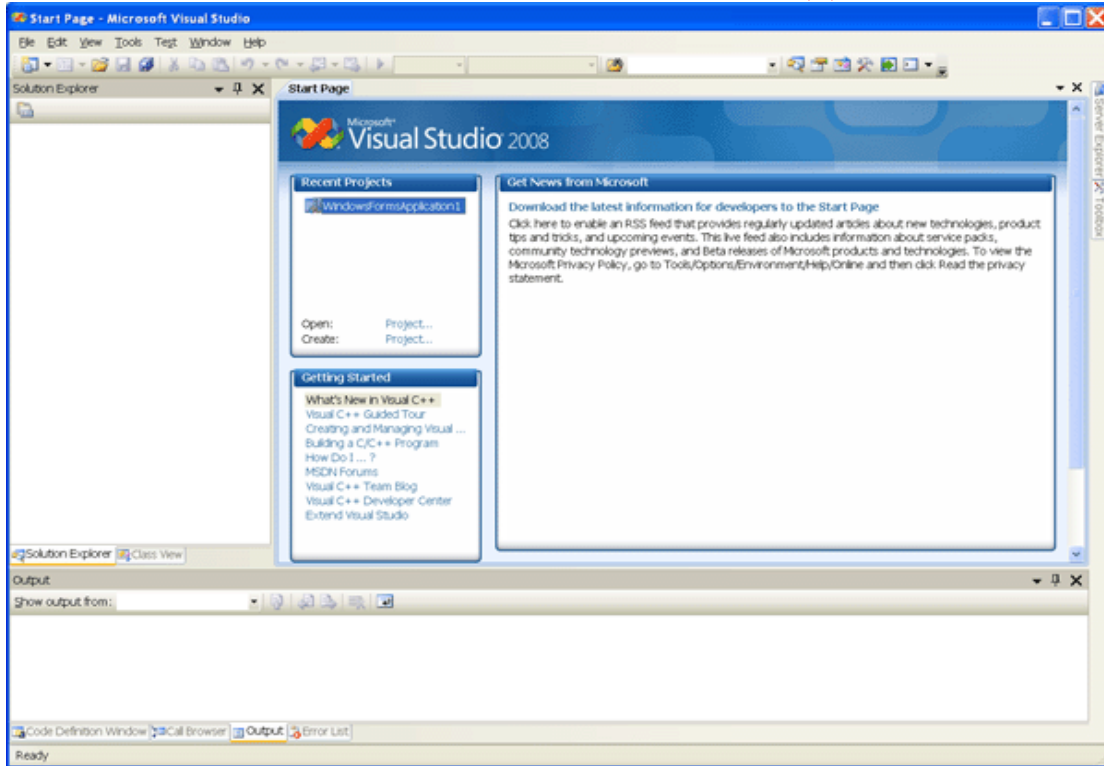 Start Page - Microsoft Visual Studio
File Edit View Tools Test Window Help
Solution Explorer
Start Page
Microsoft
Visual Studio 2008
Recent Projects
WindowsFormsApplication1
Open: Project...
Create: Project...
Get News from Microsoft
Download the latest information for developers to the Start Page
Click here to enable an RSS feed that provides regularly updated articles about new technologies, product
tips and tricks, and upcoming events. This live feed also includes information about service packs,
community technology previews, and Beta releases of Microsoft products and technologies. To view the
Microsoft Privacy Policy, go to Tools/Options/Environment/Help/Online and then click Read the privacy
statement.
Getting Started
What's New in Visual C++
Visual C++ Guided Tour
Creating and Managing Visual ...
Building a C/C++ Program
How Do I ... ?
MSDN Forums
Visual C++ Team Blog
Visual C++ Developer Center
Extend Visual Studio
Server Explorer
Toolbox
Solution Explorer Class View
Output
Show output from:
Code Definition Window Call Browser Output Error List
Ready